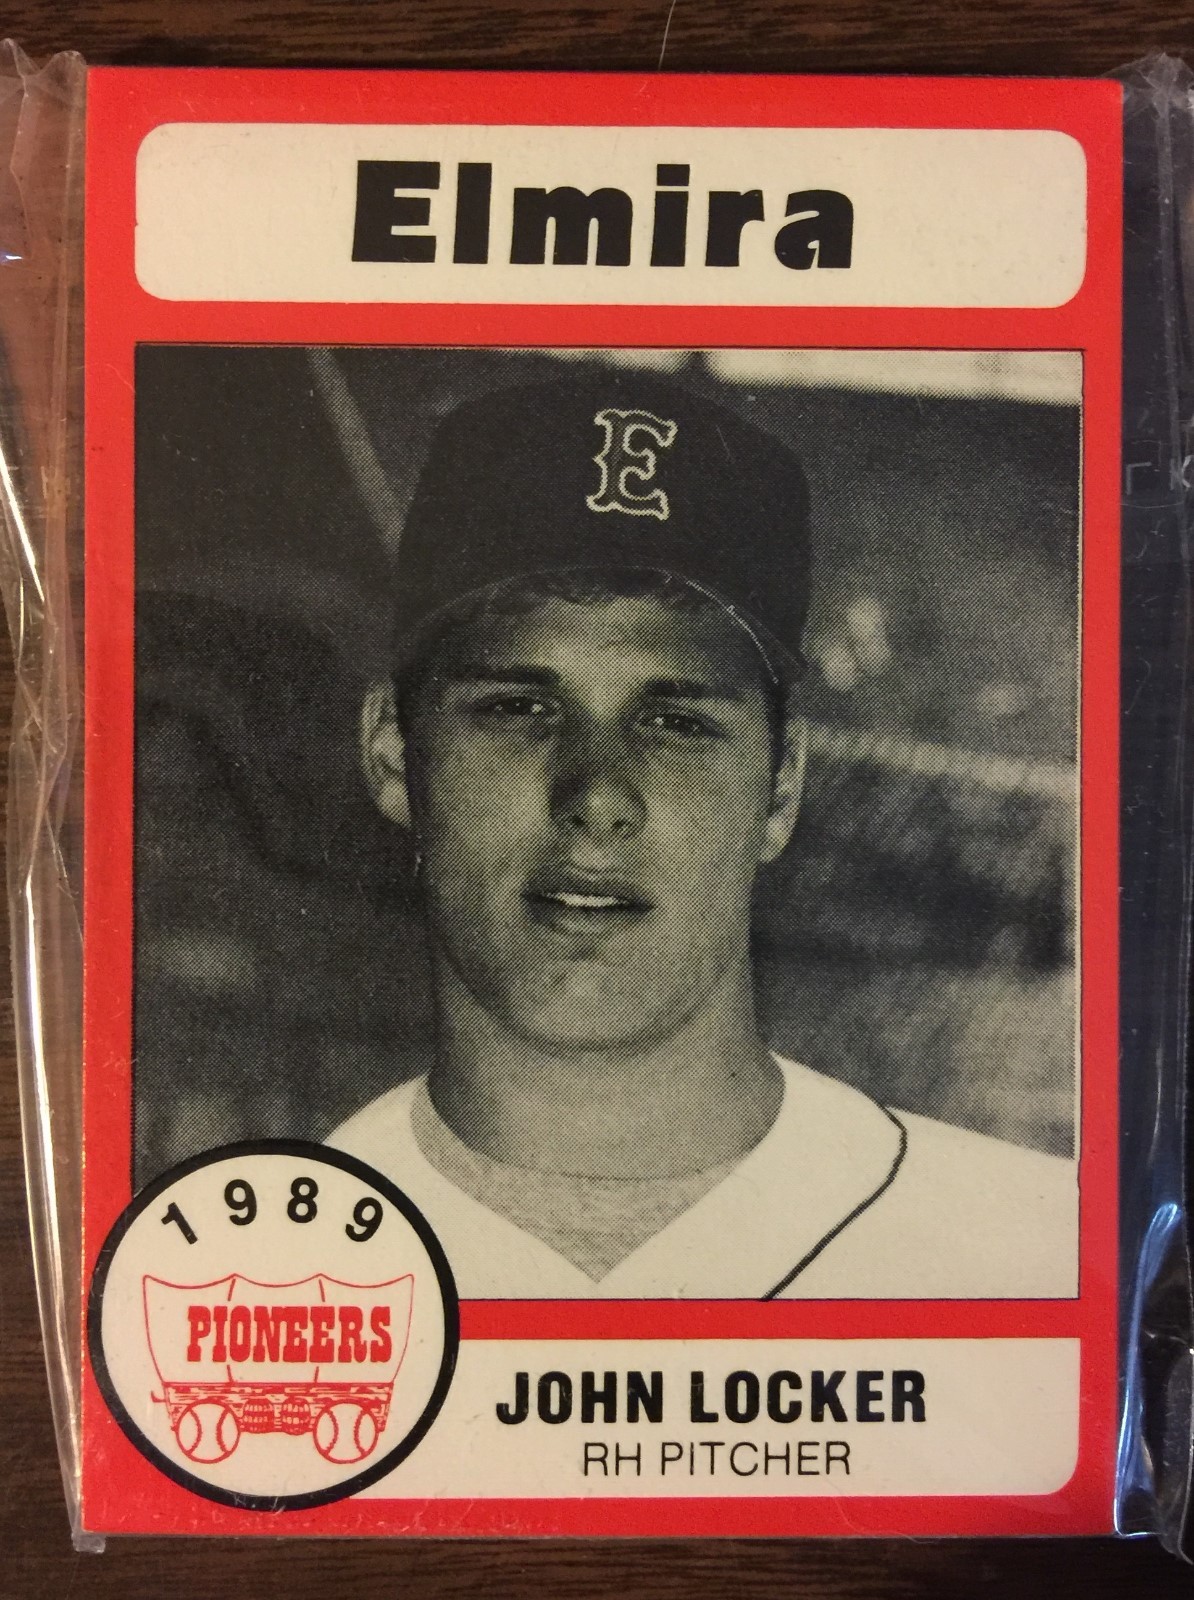 Elmira
E
1989
PIONEERS
JOHN LOCKER
RH PITCHER